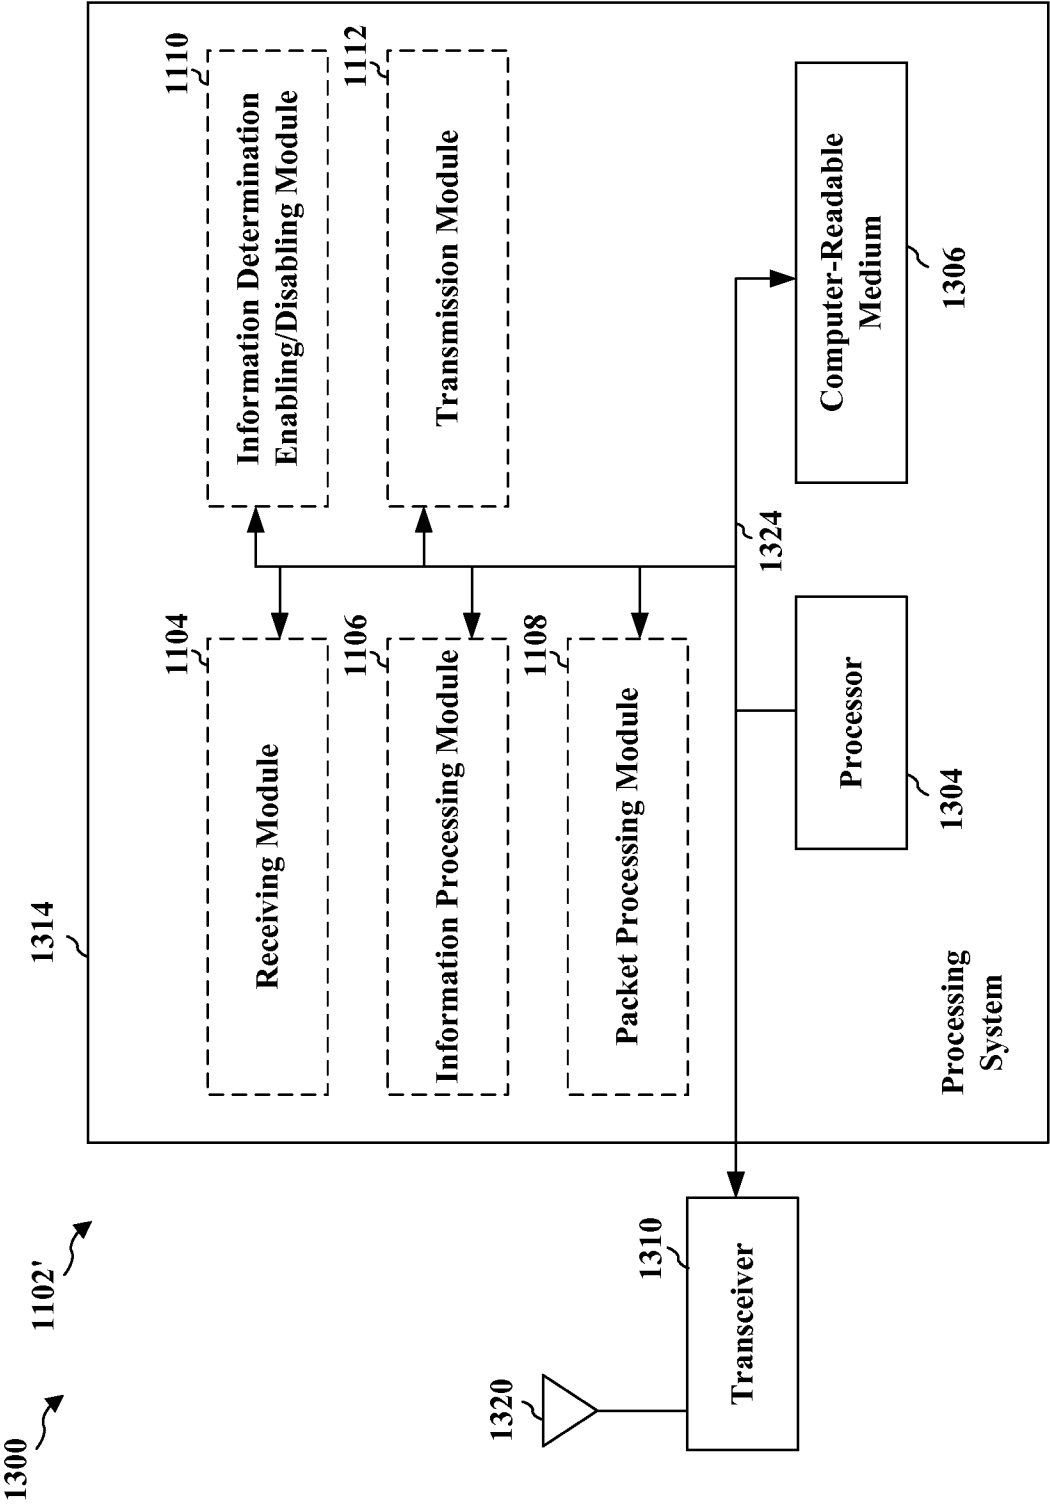 1300
1102'
1314
1104
Receiving Module
1110
Information Determination
Enabling/Disabling Module
1106
Information Processing Module
1112
Transmission Module
1108
Packet Processing Module
1320
1310
Transceiver
1324
Processor
1304
Computer-Readable
Medium
1306
Processing
System